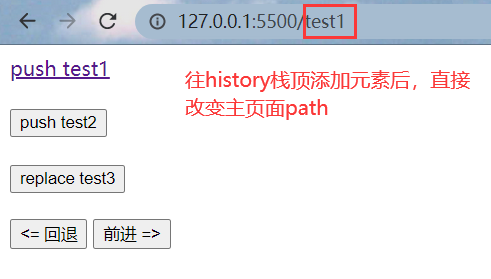 127.0.0.1:5500/test1
push test1
往history栈顶添加元素后，直接
改变主页面path
push test2
replace test3
<= 回退 前进 =>